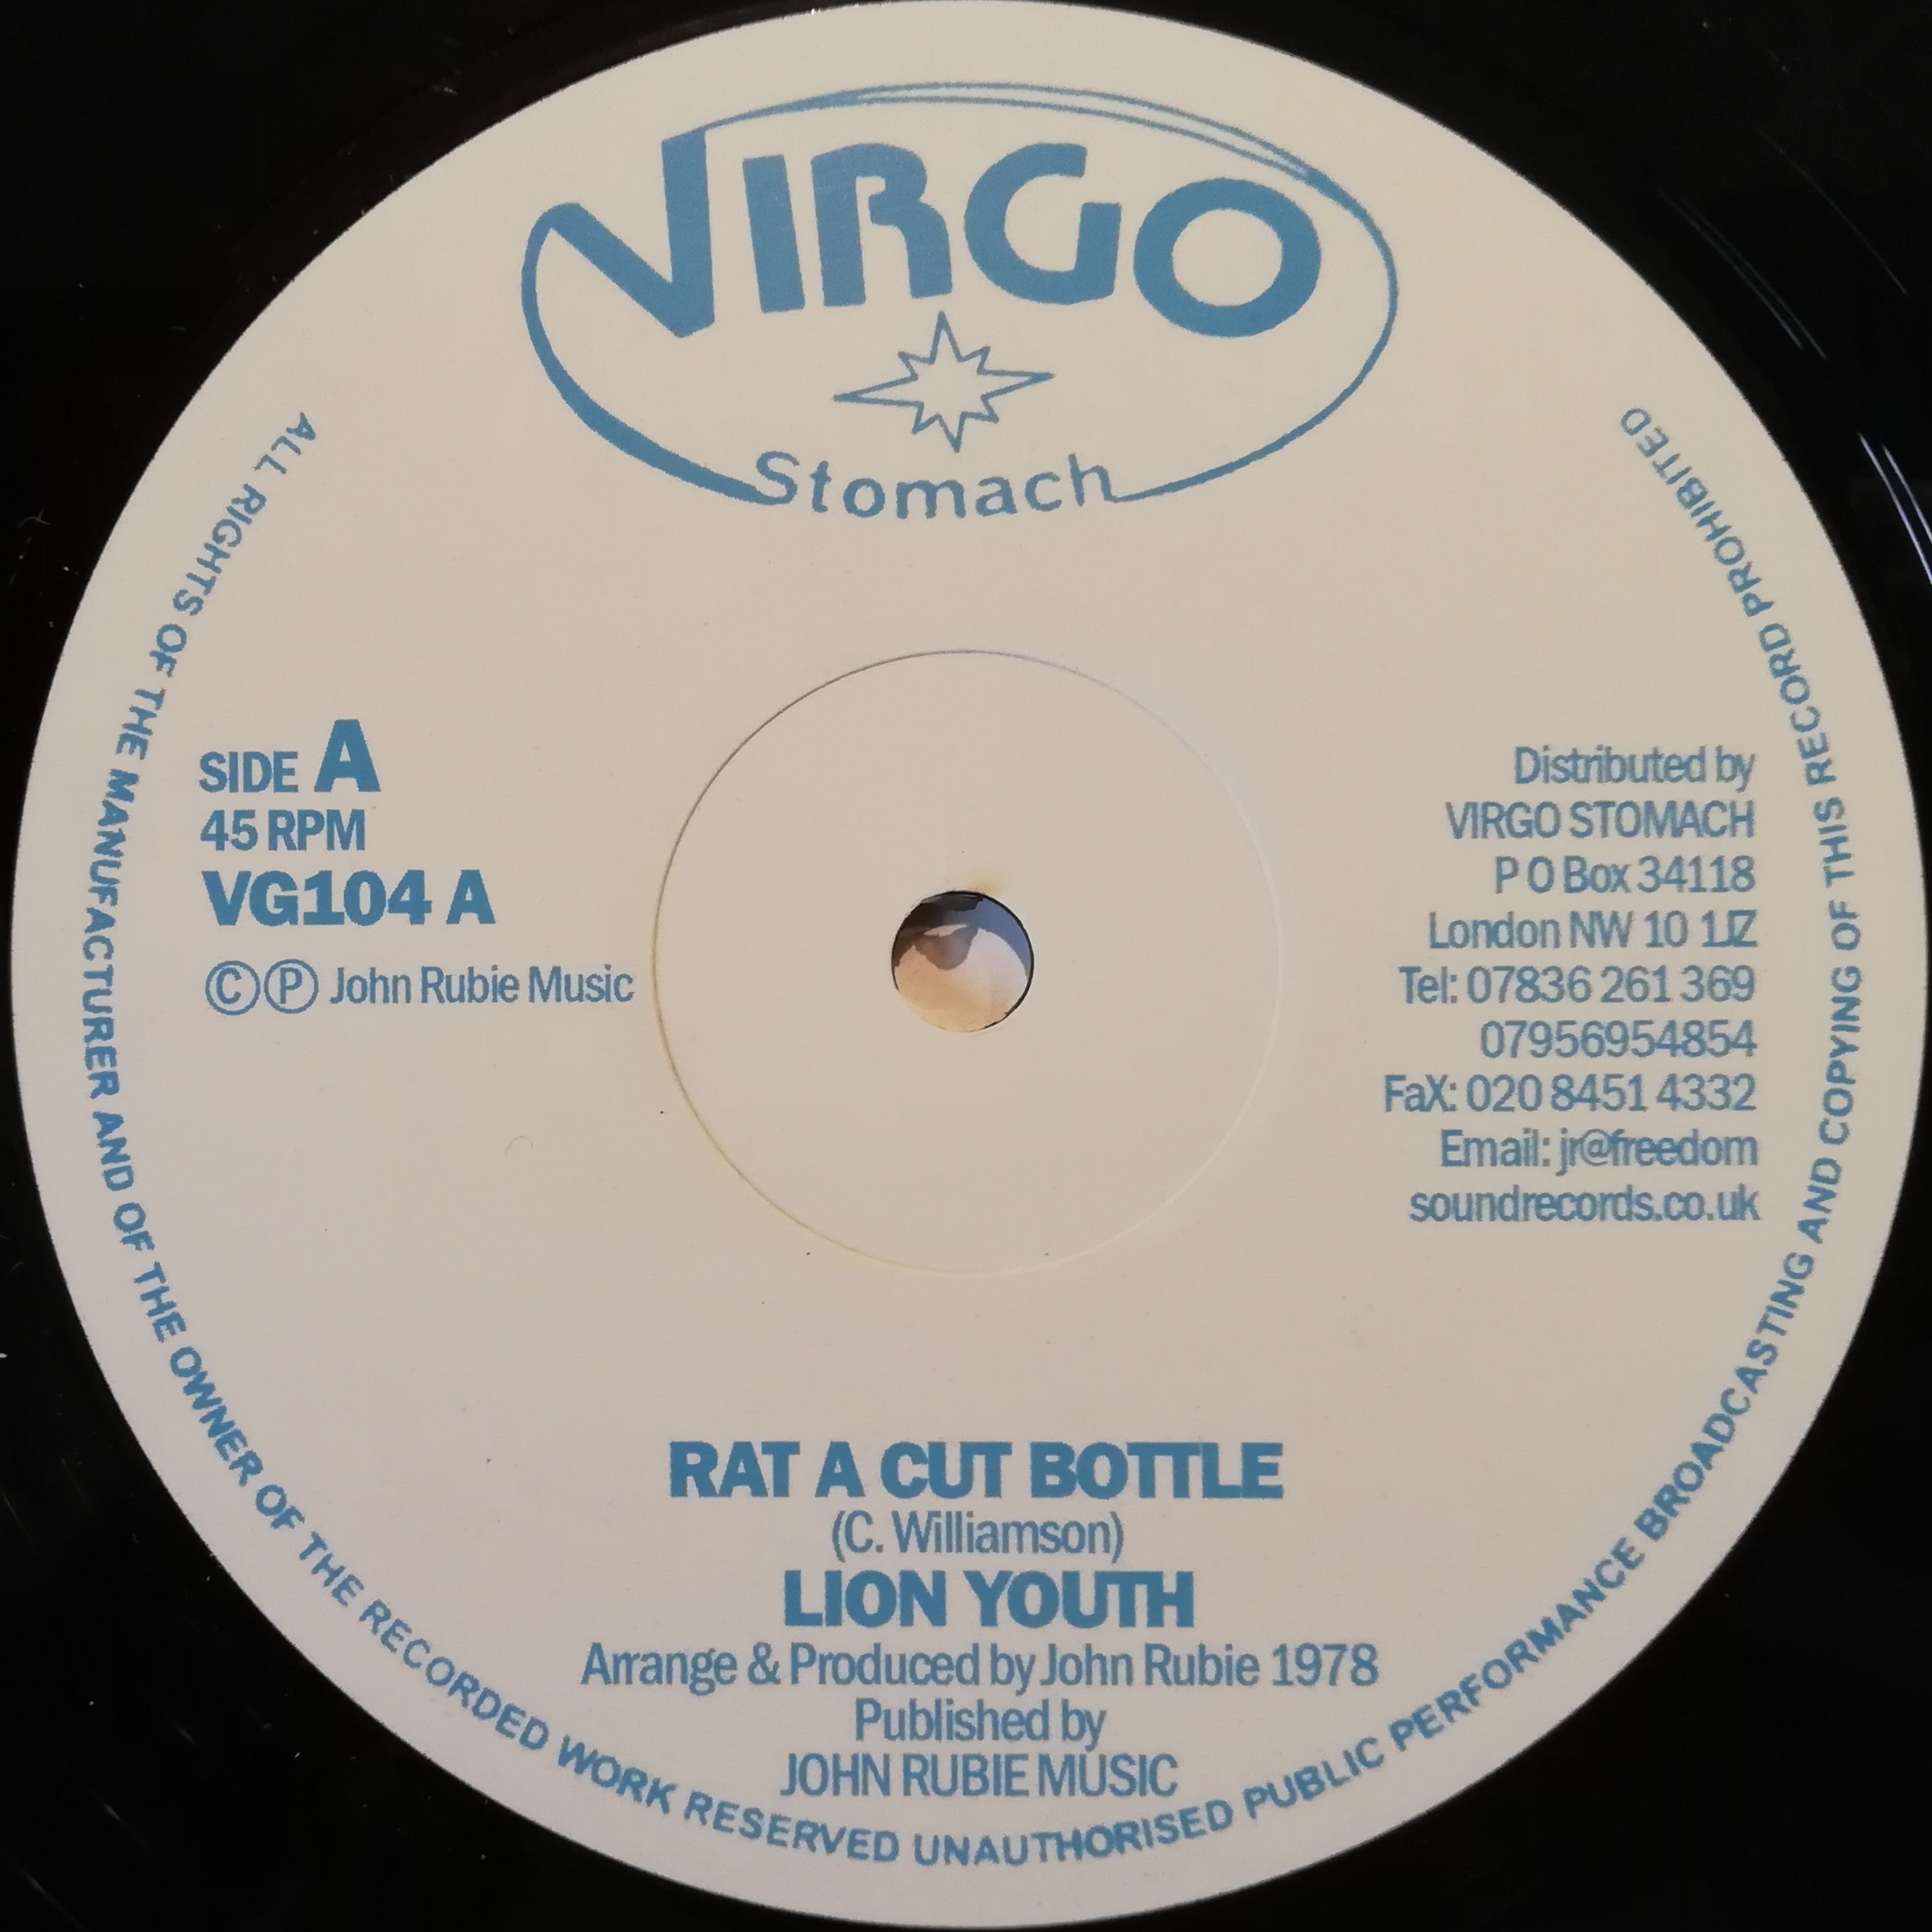 VIRGO
Stomach
SIDE A
45 RPM
VG104 A
©℗ John Rubie Music
Distributed by
VIRGO STOMACH
P O Box 34118
London NW 10 1JZ
Tel: 07836 261 369
07956954854
FaX: 020 8451 4332
Email: jr@freedom
soundrecords.co.uk
RAT A CUT BOTTLE
(C. Williamson)
LION YOUTH
Arrange & Produced by John Rubie 1978
Published by
JOHN RUBIE MUSIC
ALL RIGHTS OF THE MANUFACTURER AND OF THE OWNER OF THE RECORDED WORK RESERVED UNAUTHORISED PUBLIC PERFORMANCE BROADCASTING AND COPYING OF THIS RECORD PROHIBITED